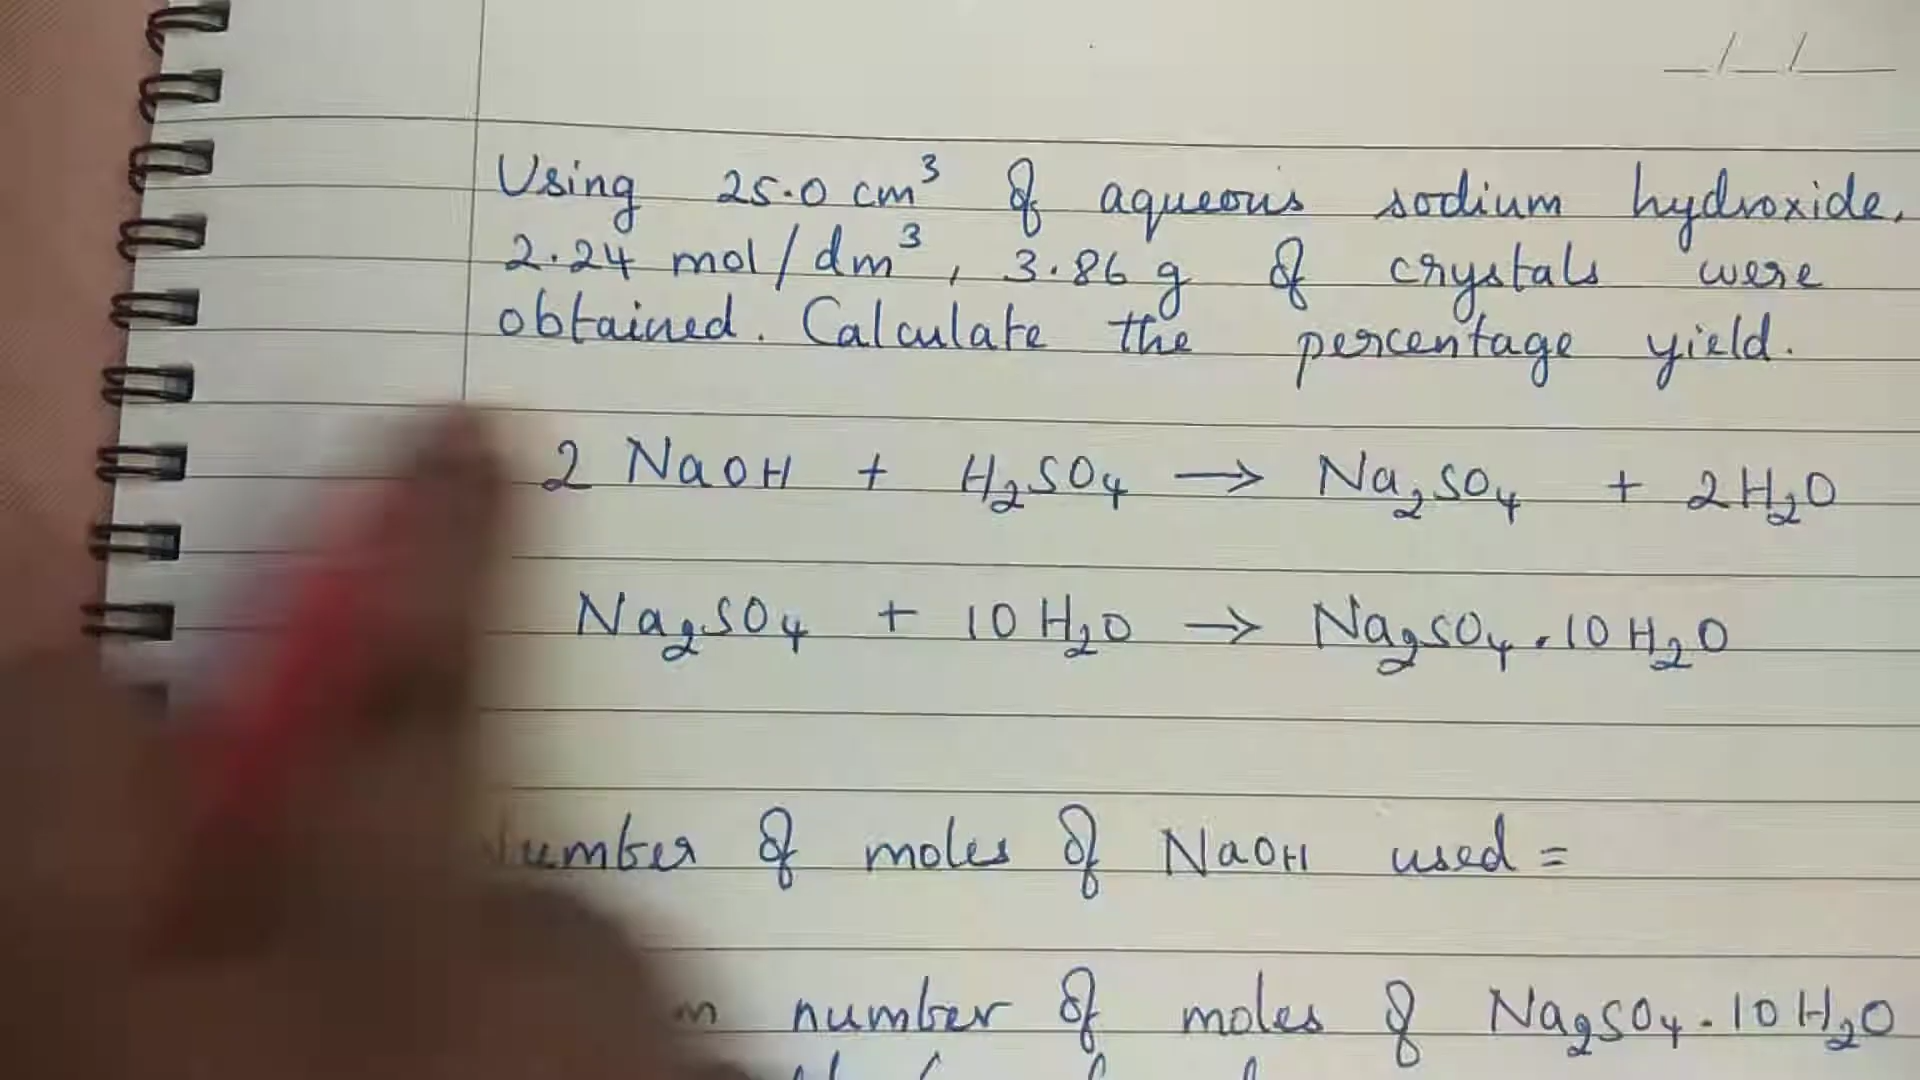 Using 25.0 cm³ of aqueous sodium hydroxide,
2.24 mol/dm³, 3.86 g of crystals were
obtained. Calculate the percentage yield.
2 NaOH + H₂SO₄ → Na₂SO₄ + 2H₂O
Na₂SO₄ + 10 H₂O → Na₂SO₄.10 H₂O
Number of moles of NaOH used =
number of moles of Na₂SO₄.10 H₂O